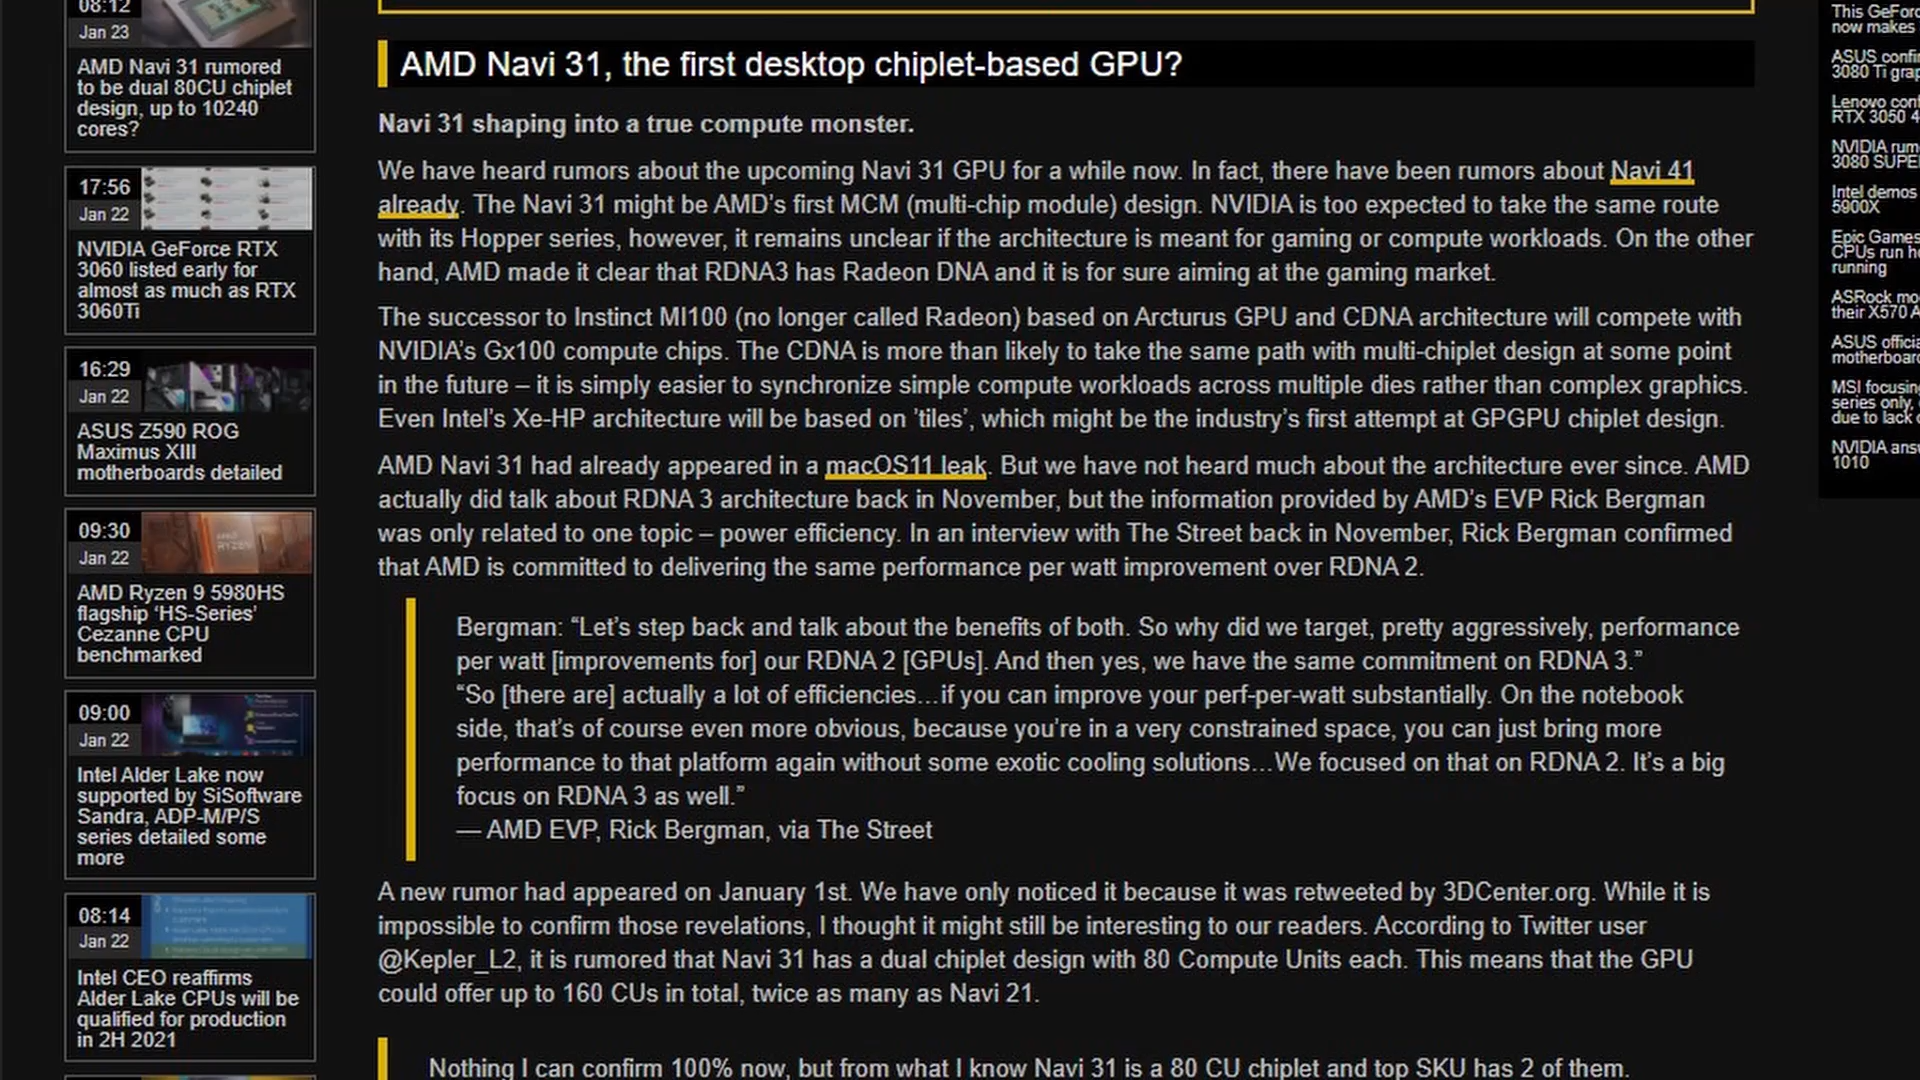 08:12
Jan 23
AMD Navi 31 rumored
to be dual 80CU chiplet
design, up to 10240
cores?
17:56
Jan 22
NVIDIA GeForce RTX
3060 listed early for
almost as much as RTX
3060Ti
16:29
Jan 22
ASUS Z590 ROG
Maximus XIII
motherboards detailed
09:30
Jan 22
AMD Ryzen 9 5980HS
flagship ‘HS-Series’
Cezanne CPU
benchmarked
09:00
Jan 22
Intel Alder Lake now
supported by SiSoftware
Sandra, ADP-M/P/S
series detailed some
more
08:14
Jan 22
Intel CEO reaffirms
Alder Lake CPUs will be
qualified for production
in 2H 2021
AMD Navi 31, the first desktop chiplet-based GPU?
Navi 31 shaping into a true compute monster.
We have heard rumors about the upcoming Navi 31 GPU for a while now. In fact, there have been rumors about Navi 41
already. The Navi 31 might be AMD’s first MCM (multi-chip module) design. NVIDIA is too expected to take the same route
with its Hopper series, however, it remains unclear if the architecture is meant for gaming or compute workloads. On the other
hand, AMD made it clear that RDNA3 has Radeon DNA and it is for sure aiming at the gaming market.
The successor to Instinct MI100 (no longer called Radeon) based on Arcturus GPU and CDNA architecture will compete with
NVIDIA’s Gx100 compute chips. The CDNA is more than likely to take the same path with multi-chiplet design at some point
in the future – it is simply easier to synchronize simple compute workloads across multiple dies rather than complex graphics.
Even Intel’s Xe-HP architecture will be based on ’tiles’, which might be the industry’s first attempt at GPGPU chiplet design.
AMD Navi 31 had already appeared in a macOS11 leak. But we have not heard much about the architecture ever since. AMD
actually did talk about RDNA 3 architecture back in November, but the information provided by AMD’s EVP Rick Bergman
was only related to one topic – power efficiency. In an interview with The Street back in November, Rick Bergman confirmed
that AMD is committed to delivering the same performance per watt improvement over RDNA 2.
Bergman: “Let’s step back and talk about the benefits of both. So why did we target, pretty aggressively, performance
per watt [improvements for] our RDNA 2 [GPUs]. And then yes, we have the same commitment on RDNA 3.”
“So [there are] actually a lot of efficiencies…if you can improve your perf-per-watt substantially. On the notebook
side, that’s of course even more obvious, because you’re in a very constrained space, you can just bring more
performance to that platform again without some exotic cooling solutions…We focused on that on RDNA 2. It’s a big
focus on RDNA 3 as well.”
— AMD EVP, Rick Bergman, via The Street
A new rumor had appeared on January 1st. We have only noticed it because it was retweeted by 3DCenter.org. While it is
impossible to confirm those revelations, I thought it might still be interesting to our readers. According to Twitter user
@Kepler_L2, it is rumored that Navi 31 has a dual chiplet design with 80 Compute Units each. This means that the GPU
could offer up to 160 CUs in total, twice as many as Navi 21.
Nothing I can confirm 100% now, but from what I know Navi 31 is a 80 CU chiplet and top SKU has 2 of them.
This
now makes
ASUS
3080 Ti
Lenovo
RTX 3050
NVIDIA
3080 SUPE
Intel demos
5900X
Epic Games
CPUs run
running
ASRock
their X570
ASUS
MSI focusing
series only,
due to lack
NVIDIA
1010